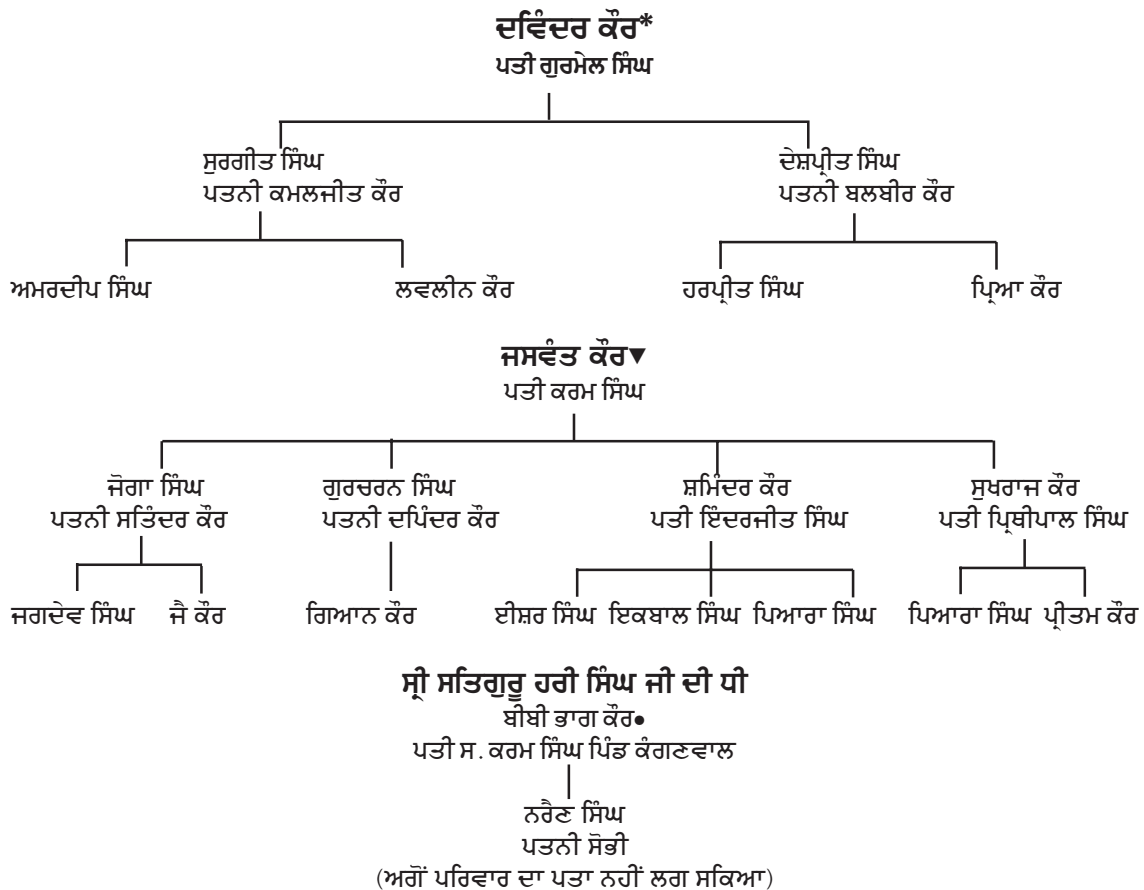 ਦਵਿੰਦਰ ਕੌਰ*
ਪਤੀ ਗੁਰਮੇਲ ਸਿੰਘ
ਸੁਰਗੀਤ ਸਿੰਘ ਦੇਸ਼ਪ੍ਰੀਤ ਸਿੰਘ
ਪਤਨੀ ਕਮਲਜੀਤ ਕੌਰ ਪਤਨੀ ਬਲਬੀਰ ਕੌਰ
ਅਮਰਦੀਪ ਸਿੰਘ ਲਵਲੀਨ ਕੌਰ ਹਰਪ੍ਰੀਤ ਸਿੰਘ ਪ੍ਰਿਆ ਕੌਰ
ਜਸਵੰਤ ਕੌਰ▼
ਪਤੀ ਕਰਮ ਸਿੰਘ
ਜੋਗਾ ਸਿੰਘ ਗੁਰਚਰਨ ਸਿੰਘ ਸ਼ਮਿੰਦਰ ਕੌਰ ਸੁਖਰਾਜ ਕੌਰ
ਪਤਨੀ ਸਤਿੰਦਰ ਕੌਰ ਪਤਨੀ ਦਪਿੰਦਰ ਕੌਰ ਪਤੀ ਇੰਦਰਜੀਤ ਸਿੰਘ ਪਤੀ ਪ੍ਰਿਥੀਪਾਲ ਸਿੰਘ
ਜਗਦੇਵ ਸਿੰਘ ਜੈ ਕੌਰ ਗਿਆਨ ਕੌਰ ਈਸ਼ਰ ਸਿੰਘ ਇਕਬਾਲ ਸਿੰਘ ਪਿਆਰਾ ਸਿੰਘ ਪਿਆਰਾ ਸਿੰਘ ਪ੍ਰੀਤਮ ਕੌਰ
ਸ੍ਰੀ ਸਤਿਗੁਰੂ ਹਰੀ ਸਿੰਘ ਜੀ ਦੀ ਧੀ
ਬੀਬੀ ਭਾਗ ਕੌਰ●
ਪਤੀ ਸ. ਕਰਮ ਸਿੰਘ ਪਿੰਡ ਕੰਗਣਵਾਲ
ਨਰੈਣ ਸਿੰਘ
ਪਤਨੀ ਸੋਭੀ
(ਅਗੋਂ ਪਰਿਵਾਰ ਦਾ ਪਤਾ ਨਹੀਂ ਲਗ ਸਕਿਆ)